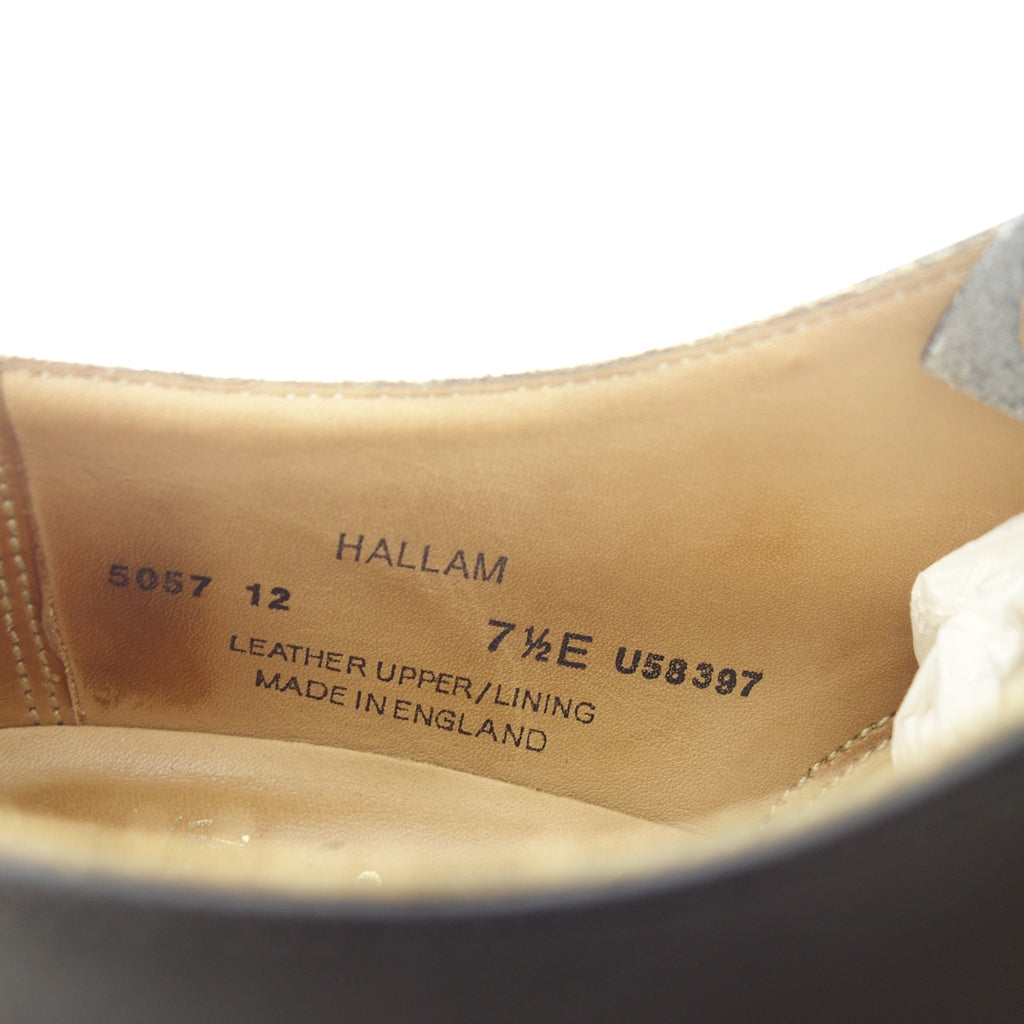 HALLAM
5057 12
7½E U58397
LEATHER UPPER/LINING
MADE IN ENGLAND